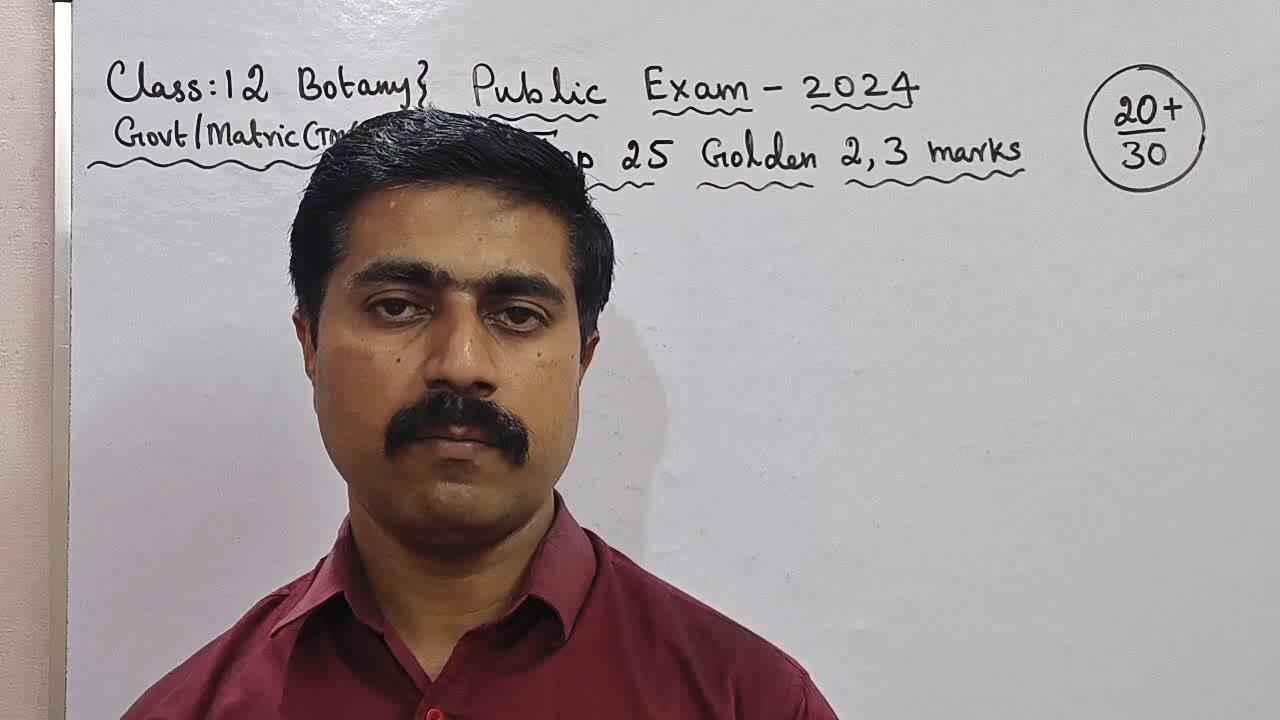 Class:12 Botany} Public Exam - 2024
Govt/Matric 25 Golden 2, 3 marks
20+
30